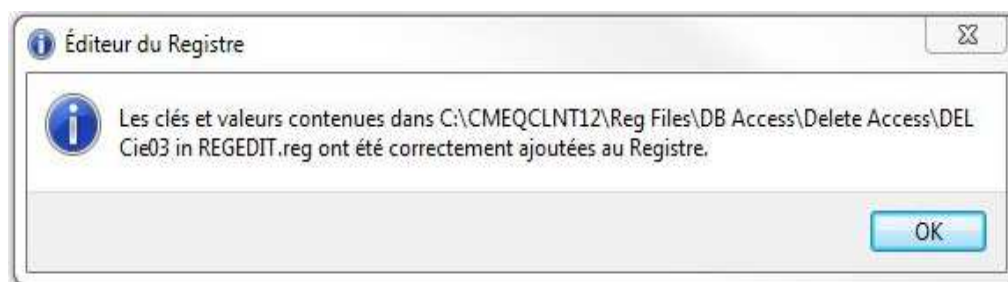 Éditeur du Registre
Les clés et valeurs contenues dans C:\CMEQCLNT12\Reg Files\DB Access\Delete Access\DEL
Cie03 in REGEDIT.reg ont été correctement ajoutées au Registre.
OK